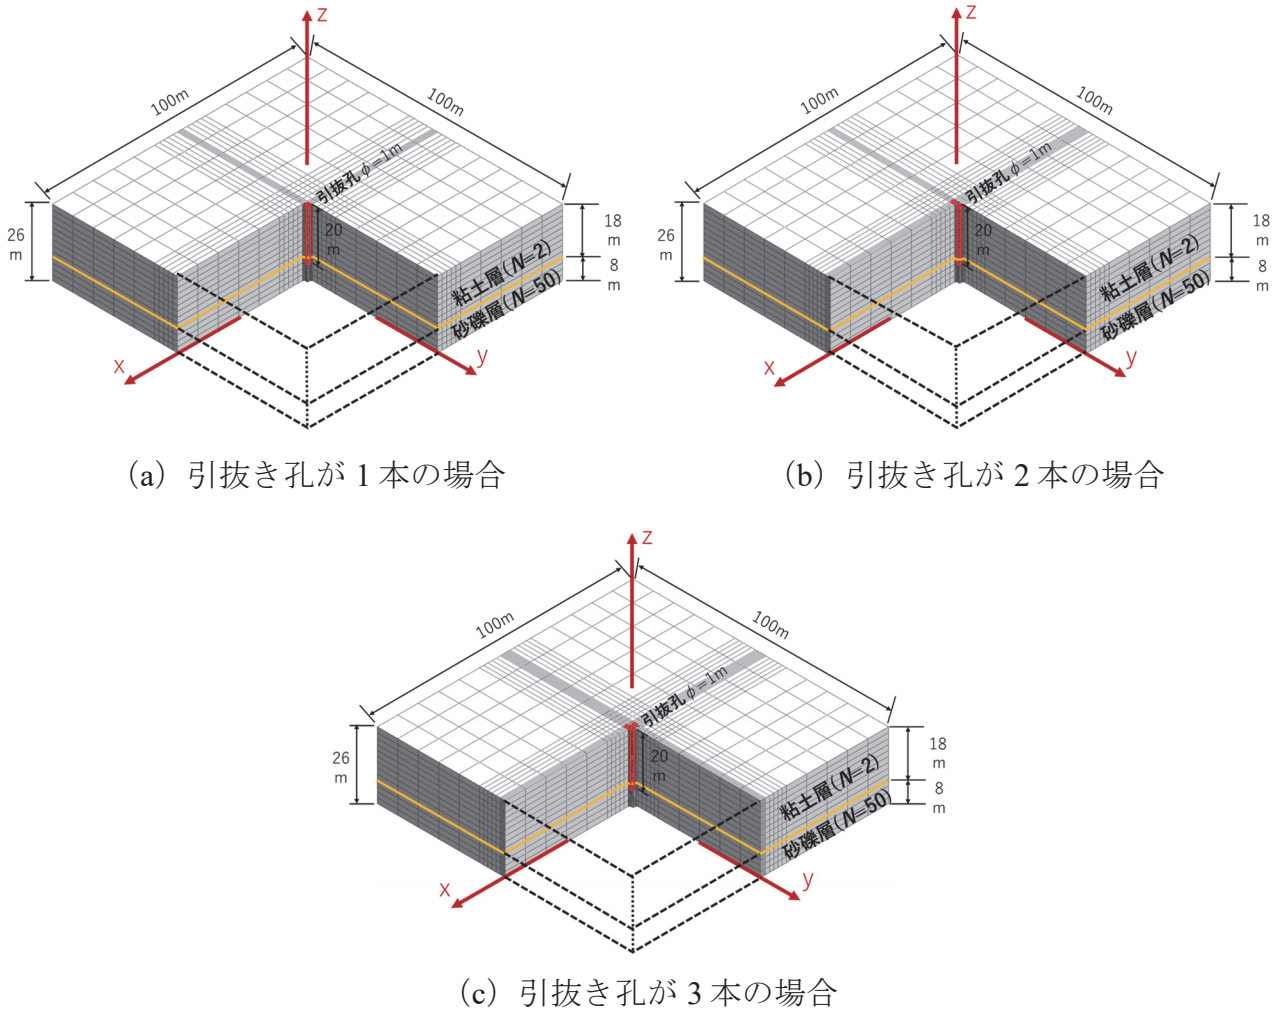 z
100m
100m
引抜孔φ=1m
26
m
20
m
18
m
8
m
粘土層(N=2)
砂礫層(N=50)
x
y
(a) 引抜き孔が 1 本の場合
z
100m
100m
引抜孔φ=1m
26
m
20
m
18
m
8
m
粘土層(N=2)
砂礫層(N=50)
x
y
(b) 引抜き孔が 2 本の場合
z
100m
100m
引抜孔φ=1m
26
m
20
m
18
m
8
m
粘土層(N=2)
砂礫層(N=50)
x
y
(c) 引抜き孔が 3 本の場合